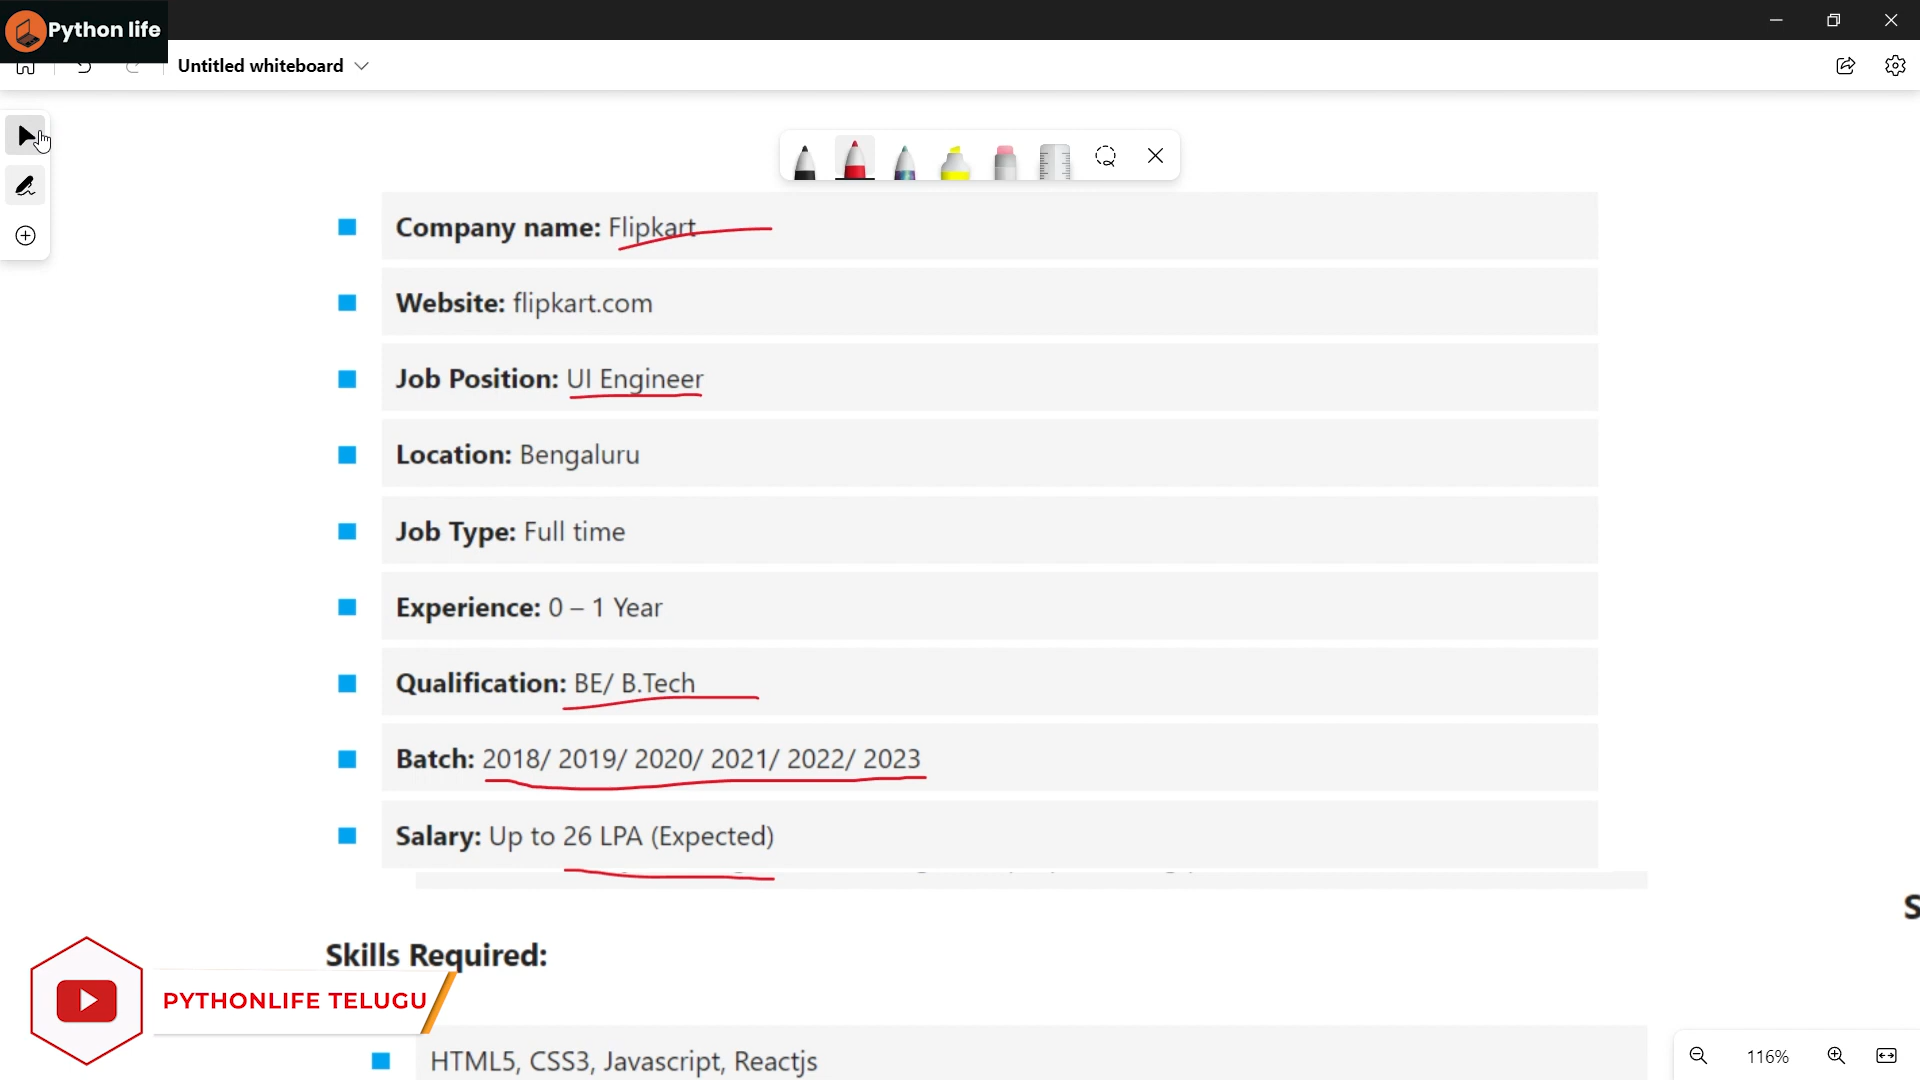 Python life
Untitled whiteboard
Company name: Flipkart
Website: flipkart.com
Job Position: UI Engineer
Location: Bengaluru
Job Type: Full time
Experience: 0 – 1 Year
Qualification: BE/ B.Tech
Batch: 2018/ 2019/ 2020/ 2021/ 2022/ 2023
Salary: Up to 26 LPA (Expected)
S
Skills Required:
PYTHONLIFE TELUGU
HTML5, CSS3, Javascript, Reactjs
116%